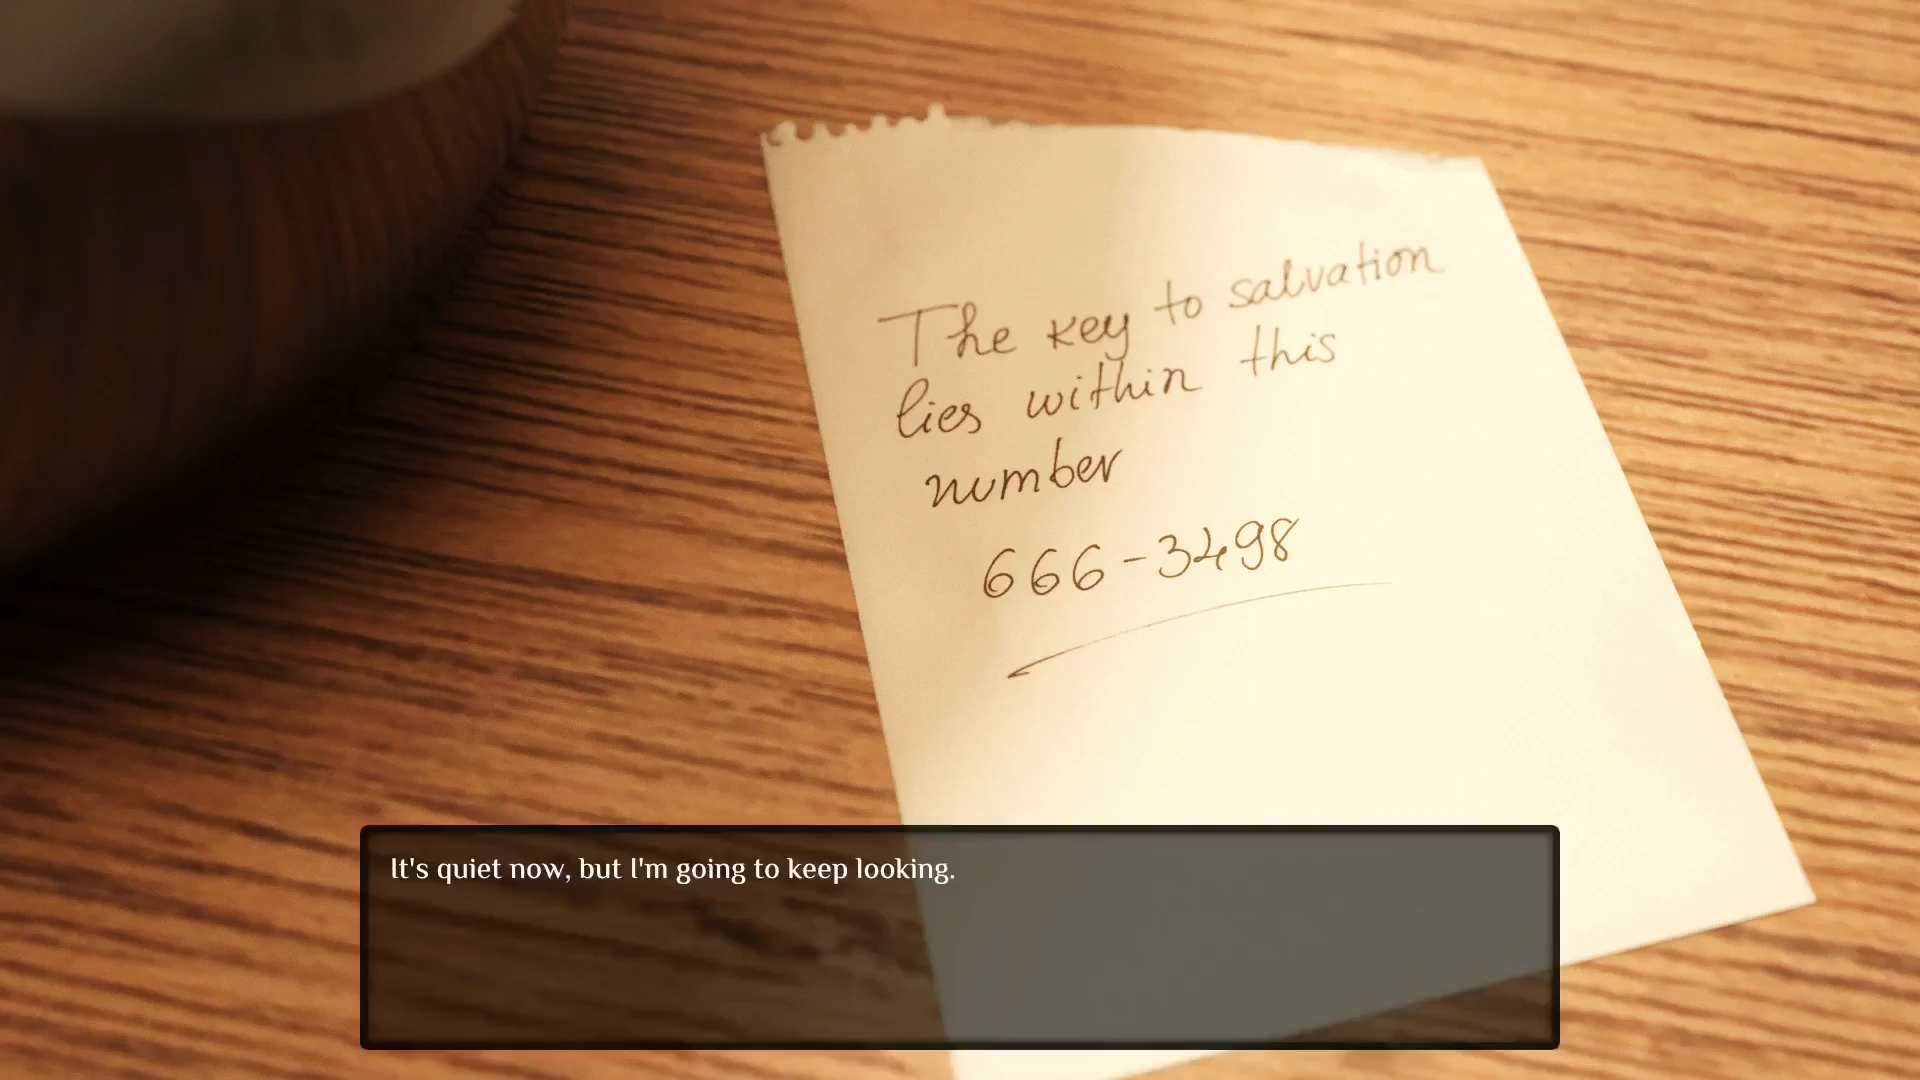 The key to salvation
lies within this
number
666-3498
It's quiet now, but I'm going to keep looking.